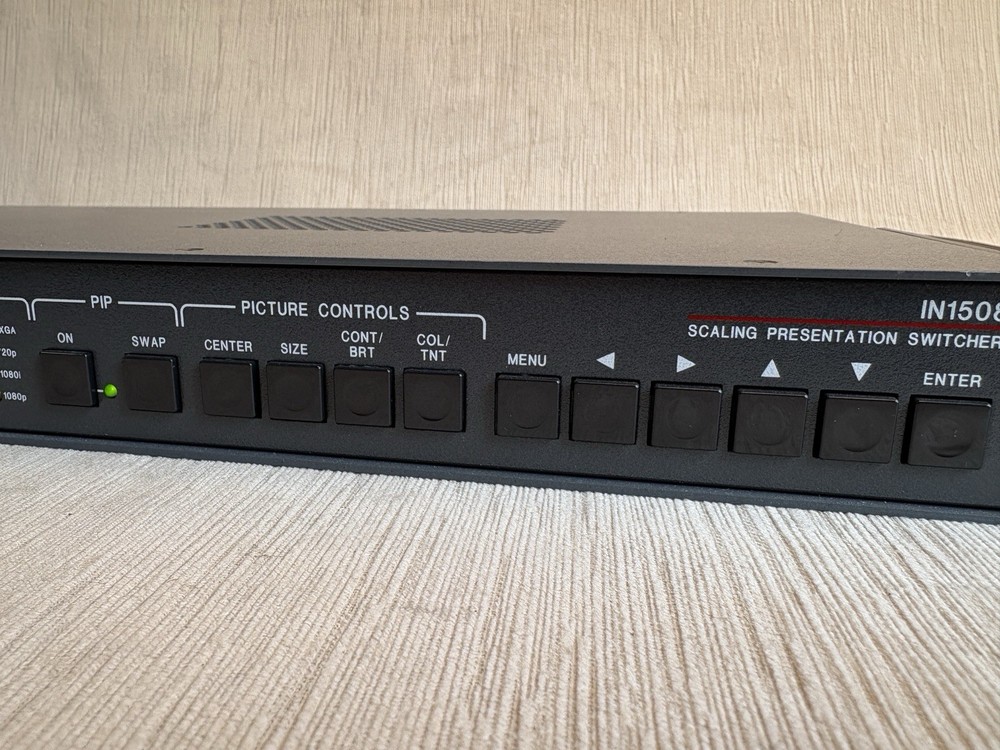 PIP
PICTURE CONTROLS
IN1508
SCALING PRESENTATION SWITCHER
ON
SWAP
CENTER
SIZE
CONT/
BRT
COL/
TNT
MENU
◀
▶
▲
▼
ENTER
1080i
1080p